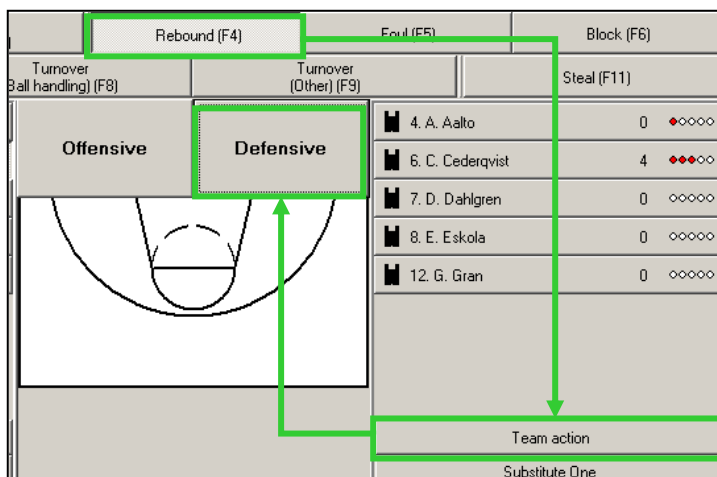 Rebound (F4) Foul (F5) Block (F6)
Turnover Turnover
Ball handling) (F8) (Other) (F9) Steal (F11)
Offensive Defensive
4. A. Aalto 0
6. C. Cederqvist 4
7. D. Dahlgren 0
8. E. Eskola 0
12. G. Gran 0
Team action
Substitute One